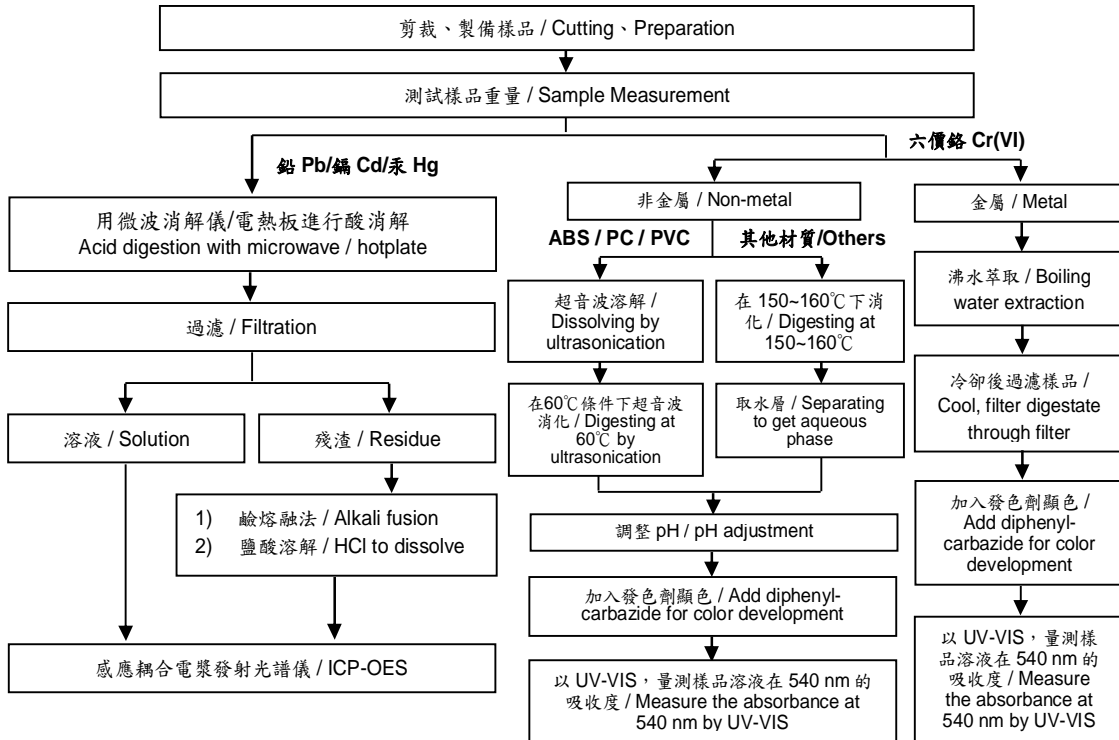 剪裁、製備樣品 / Cutting、Preparation
測試樣品重量 / Sample Measurement
鉛 Pb/鎘 Cd/汞 Hg
六價鉻 Cr(VI)
用微波消解儀/電熱板進行酸消解
Acid digestion with microwave / hotplate
過濾 / Filtration
溶液 / Solution
殘渣 / Residue
1) 鹼熔融法 / Alkali fusion
2) 鹽酸溶解 / HCl to dissolve
感應耦合電漿發射光譜儀 / ICP-OES
非金屬 / Non-metal
ABS / PC / PVC
其他材質/Others
超音波溶解 /
Dissolving by
ultrasonication
在60℃條件下超音波
消化 / Digesting at
60℃ by
ultrasonication
在 150~160℃下消
化 / Digesting at
150~160℃
取水層 / Separating
to get aqueous
phase
調整 pH / pH adjustment
加入發色劑顯色 / Add diphenyl-
carbazide for color development
以 UV-VIS，量測樣品溶液在 540 nm 的
吸收度 / Measure the absorbance at
540 nm by UV-VIS
金屬 / Metal
沸水萃取 / Boiling
water extraction
冷卻後過濾樣品 /
Cool, filter digestate
through filter
加入發色劑顯色 /
Add diphenyl-
carbazide for color
development
以 UV-VIS，量測樣
品溶液在 540 nm 的
吸收度 / Measure
the absorbance at
540 nm by UV-VIS